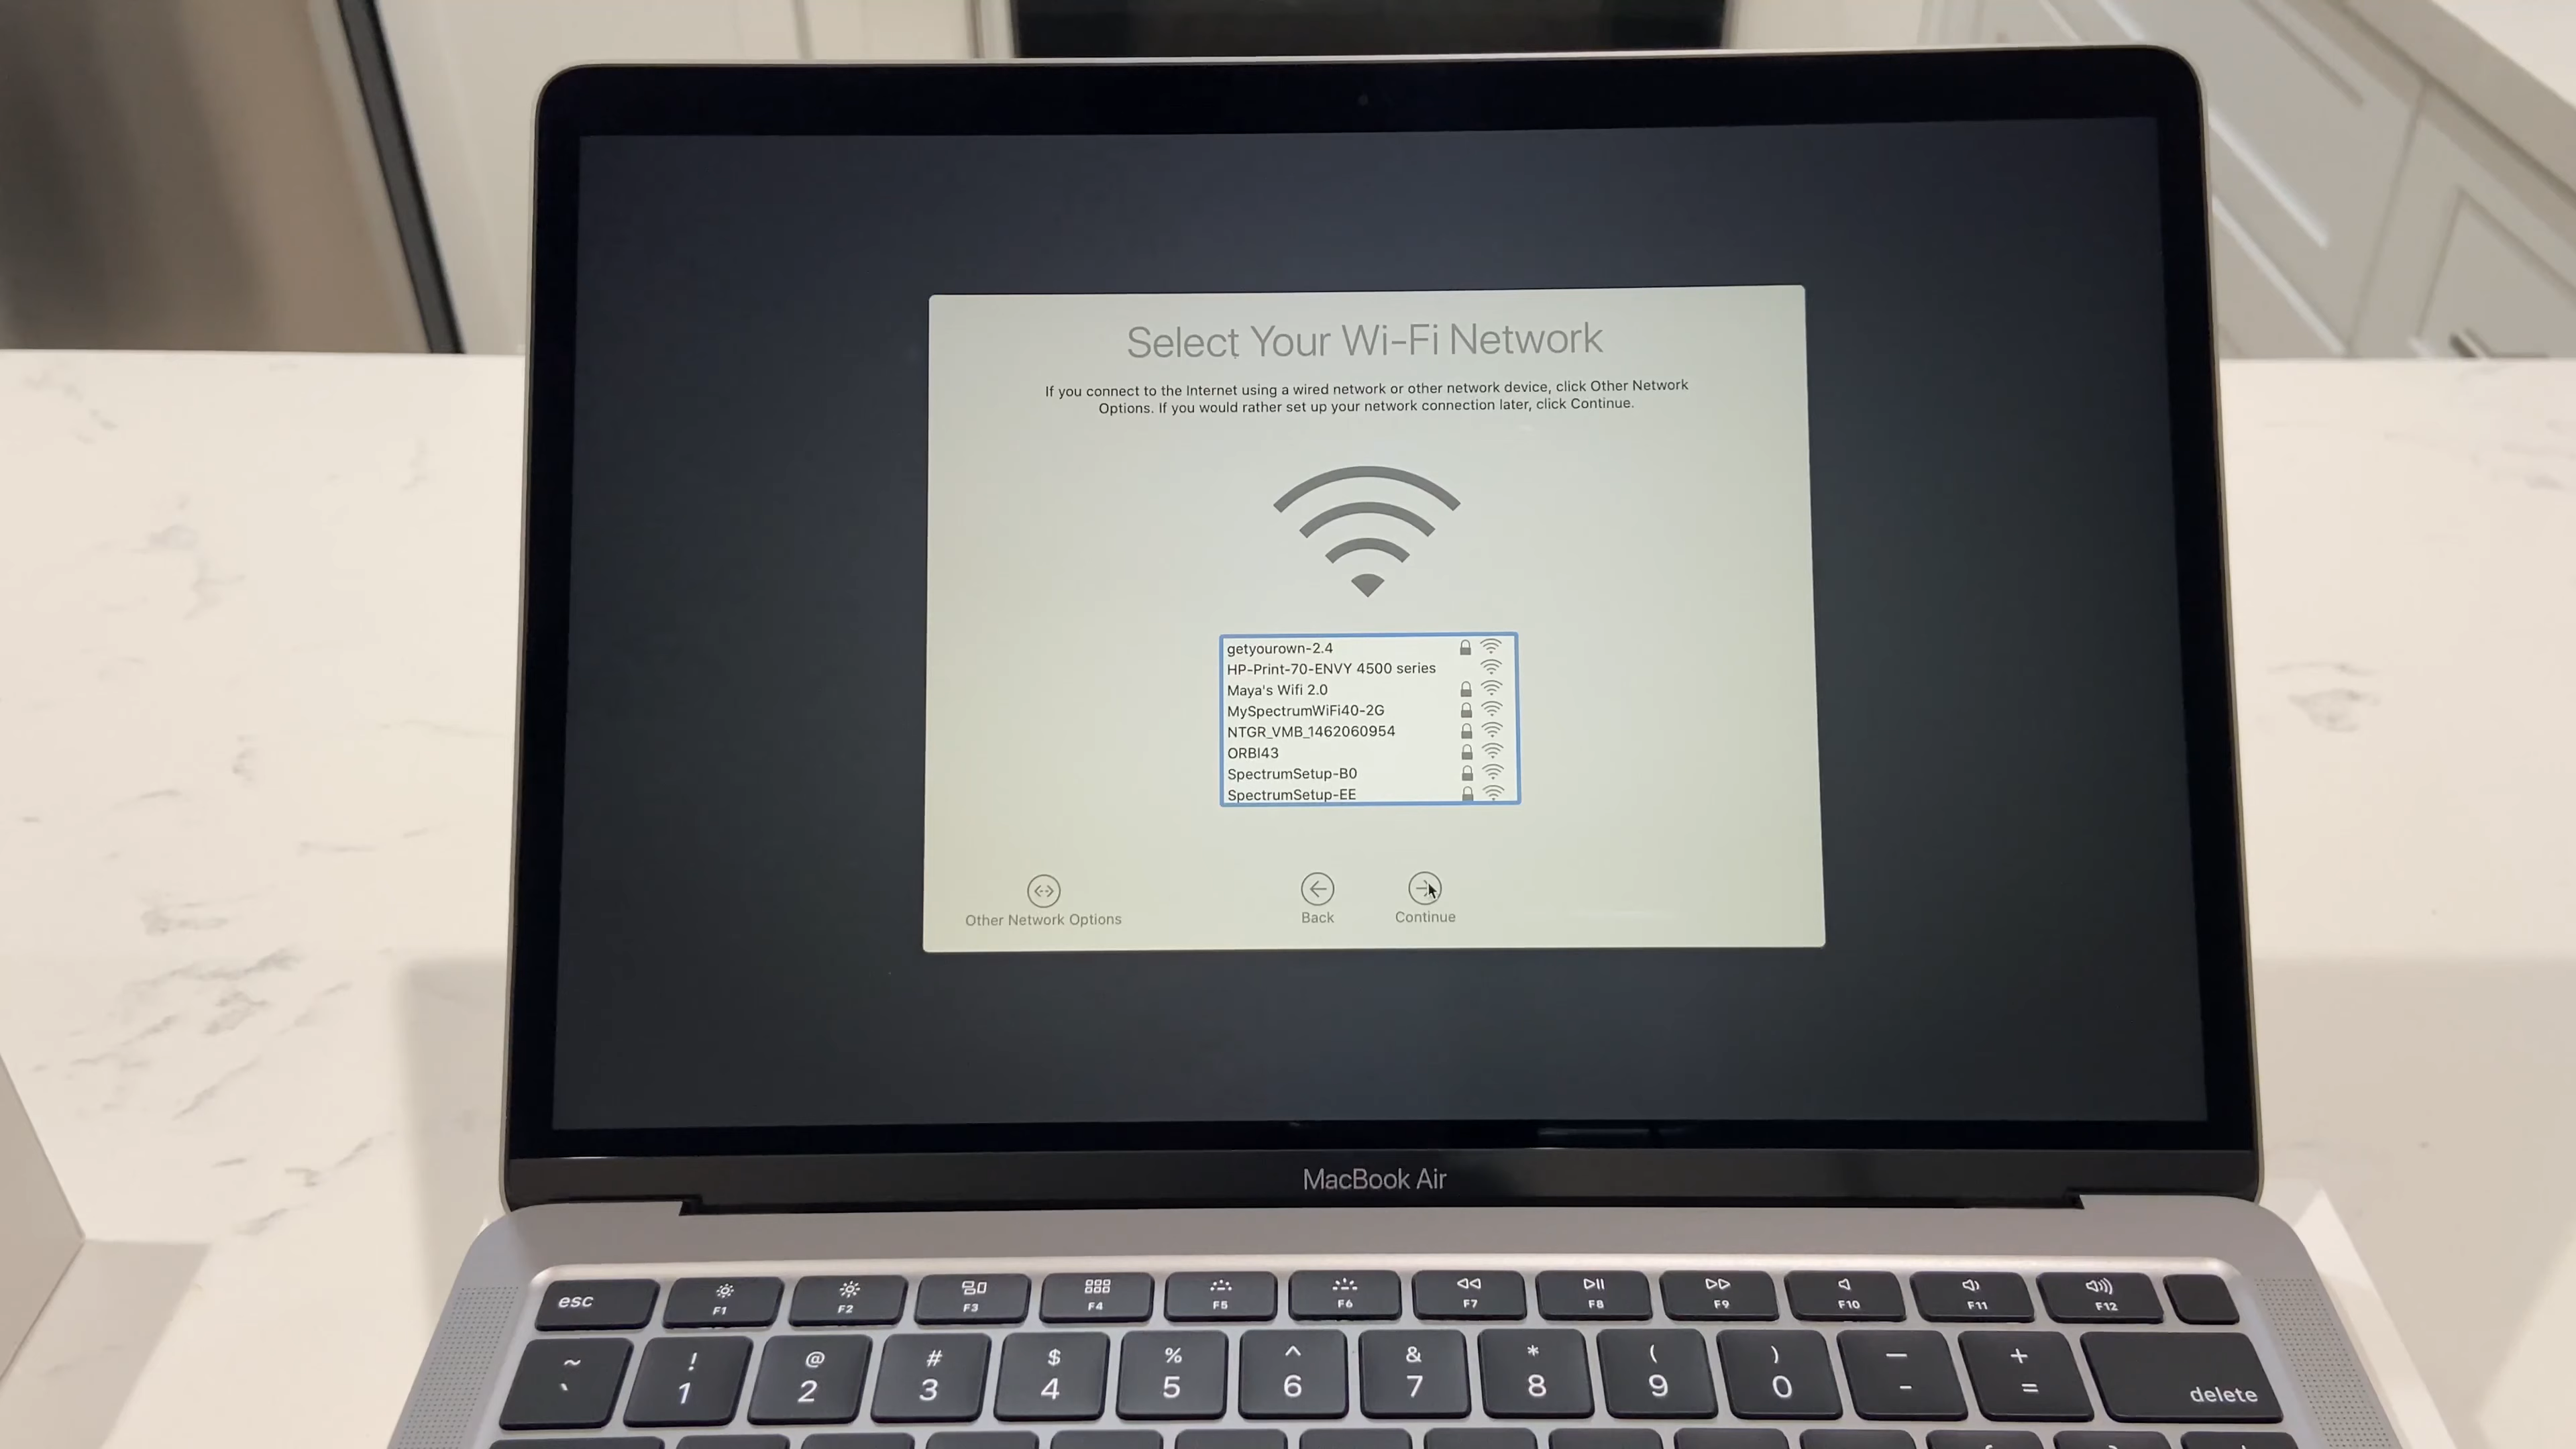 Select Your Wi-Fi Network
If you connect to the Internet using a wired network or other network device, click Other Network
Options. If you would rather set up your network connection later, click Continue.
getyourown-2.4
HP-Print-70-ENVY 4500 series
Maya's Wifi 2.0
MySpectrumWiFi40-2G
NTGR_VMB_1462060954
ORBI43
SpectrumSetup-B0
SpectrumSetup-EE
Other Network Options
Back
Continue
MacBook Air
esc F1 F2 F3 F4 F5 F6 F7 F8 F9 F10 F11 F12
~ ! @ # $ % ^ & * ( ) — +
` 1 2 3 4 5 6 7 8 9 0 - = delete